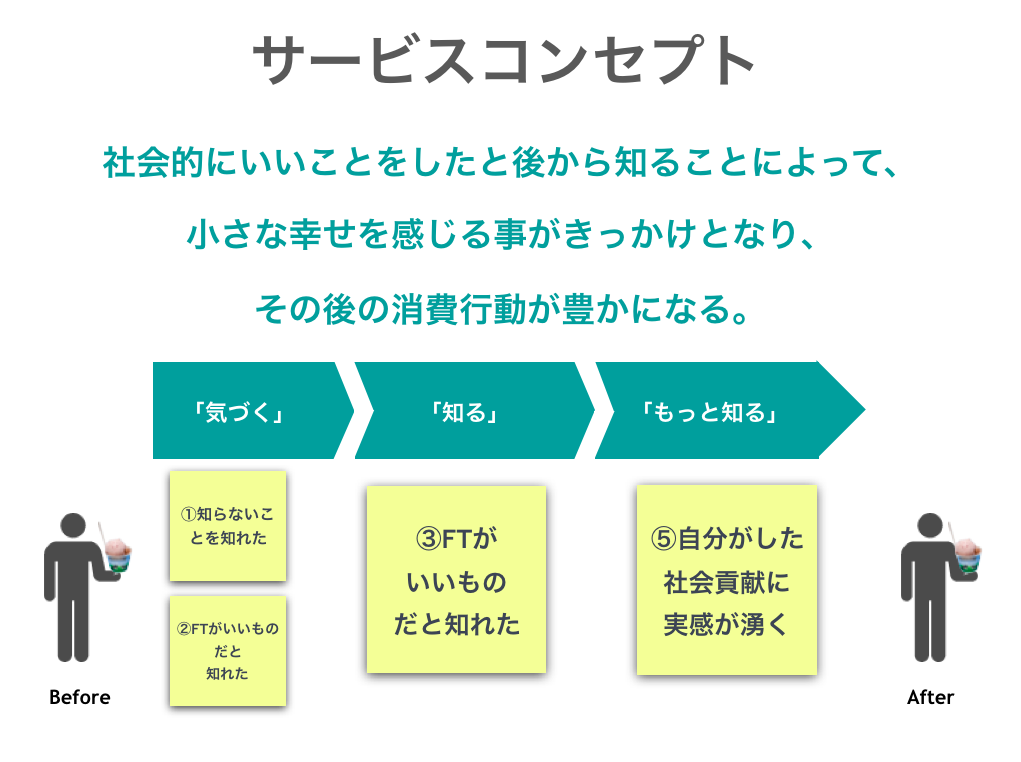 サービスコンセプト
社会的にいいことをしたと後から知ることによって、
小さな幸せを感じる事がきっかけとなり、
その後の消費行動が豊かになる。
「気づく」
「知る」
「もっと知る」
①知らないこ
とを知れた
②FTがいいもの
だと
知れた
③FTが
いいもの
だと知れた
⑤自分がした
社会貢献に
実感が湧く
Before
After